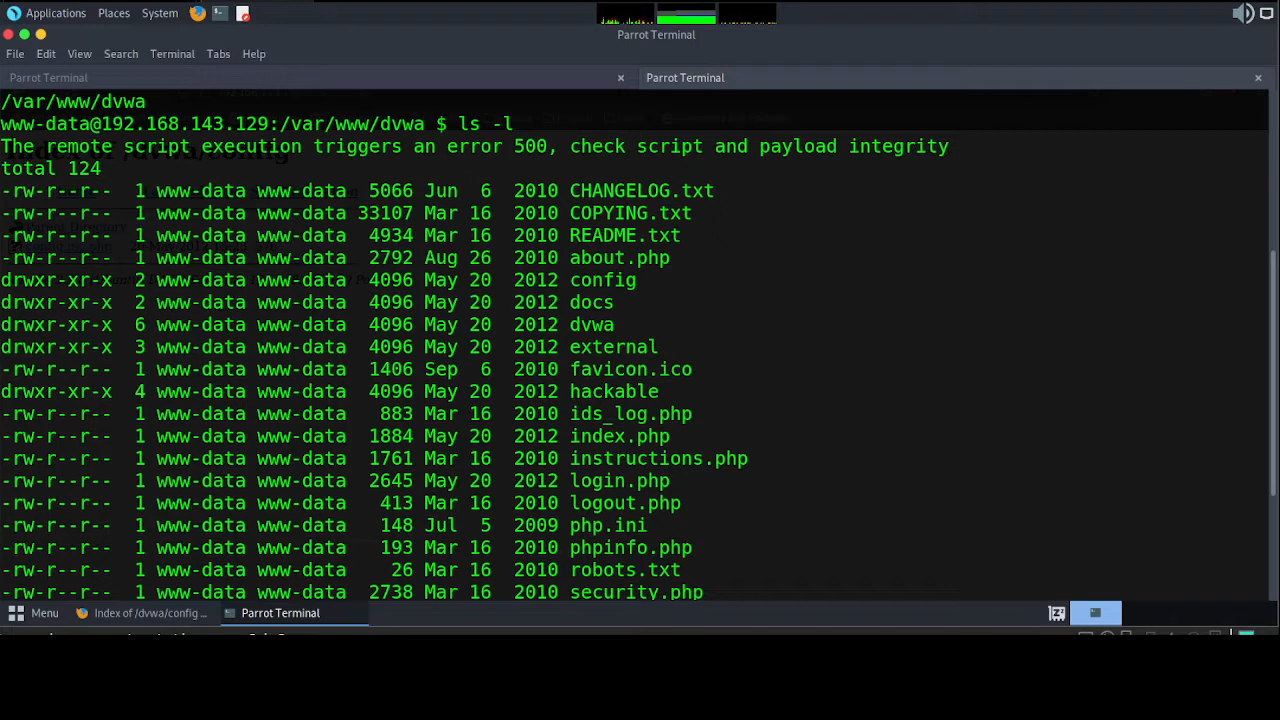 Applications Places System
Parrot Terminal
File Edit View Search Terminal Tabs Help
Parrot Terminal × Parrot Terminal ×
/var/www/dvwa
www-data@192.168.143.129:/var/www/dvwa $ ls -l
The remote script execution triggers an error 500, check script and payload integrity
total 124
-rw-r--r-- 1 www-data www-data 5066 Jun 6 2010 CHANGELOG.txt
-rw-r--r-- 1 www-data www-data 33107 Mar 16 2010 COPYING.txt
-rw-r--r-- 1 www-data www-data 4934 Mar 16 2010 README.txt
-rw-r--r-- 1 www-data www-data 2792 Aug 26 2010 about.php
drwxr-xr-x 2 www-data www-data 4096 May 20 2012 config
drwxr-xr-x 2 www-data www-data 4096 May 20 2012 docs
drwxr-xr-x 6 www-data www-data 4096 May 20 2012 dvwa
drwxr-xr-x 3 www-data www-data 4096 May 20 2012 external
-rw-r--r-- 1 www-data www-data 1406 Sep 6 2010 favicon.ico
drwxr-xr-x 4 www-data www-data 4096 May 20 2012 hackable
-rw-r--r-- 1 www-data www-data 883 Mar 16 2010 ids_log.php
-rw-r--r-- 1 www-data www-data 1884 May 20 2012 index.php
-rw-r--r-- 1 www-data www-data 1761 Mar 16 2010 instructions.php
-rw-r--r-- 1 www-data www-data 2645 May 20 2012 login.php
-rw-r--r-- 1 www-data www-data 413 Mar 16 2010 logout.php
-rw-r--r-- 1 www-data www-data 148 Jul 5 2009 php.ini
-rw-r--r-- 1 www-data www-data 193 Mar 16 2010 phpinfo.php
-rw-r--r-- 1 www-data www-data 26 Mar 16 2010 robots.txt
-rw-r--r-- 1 www-data www-data 2738 Mar 16 2010 security.php
Menu Index of /dvwa/config ... Parrot Terminal